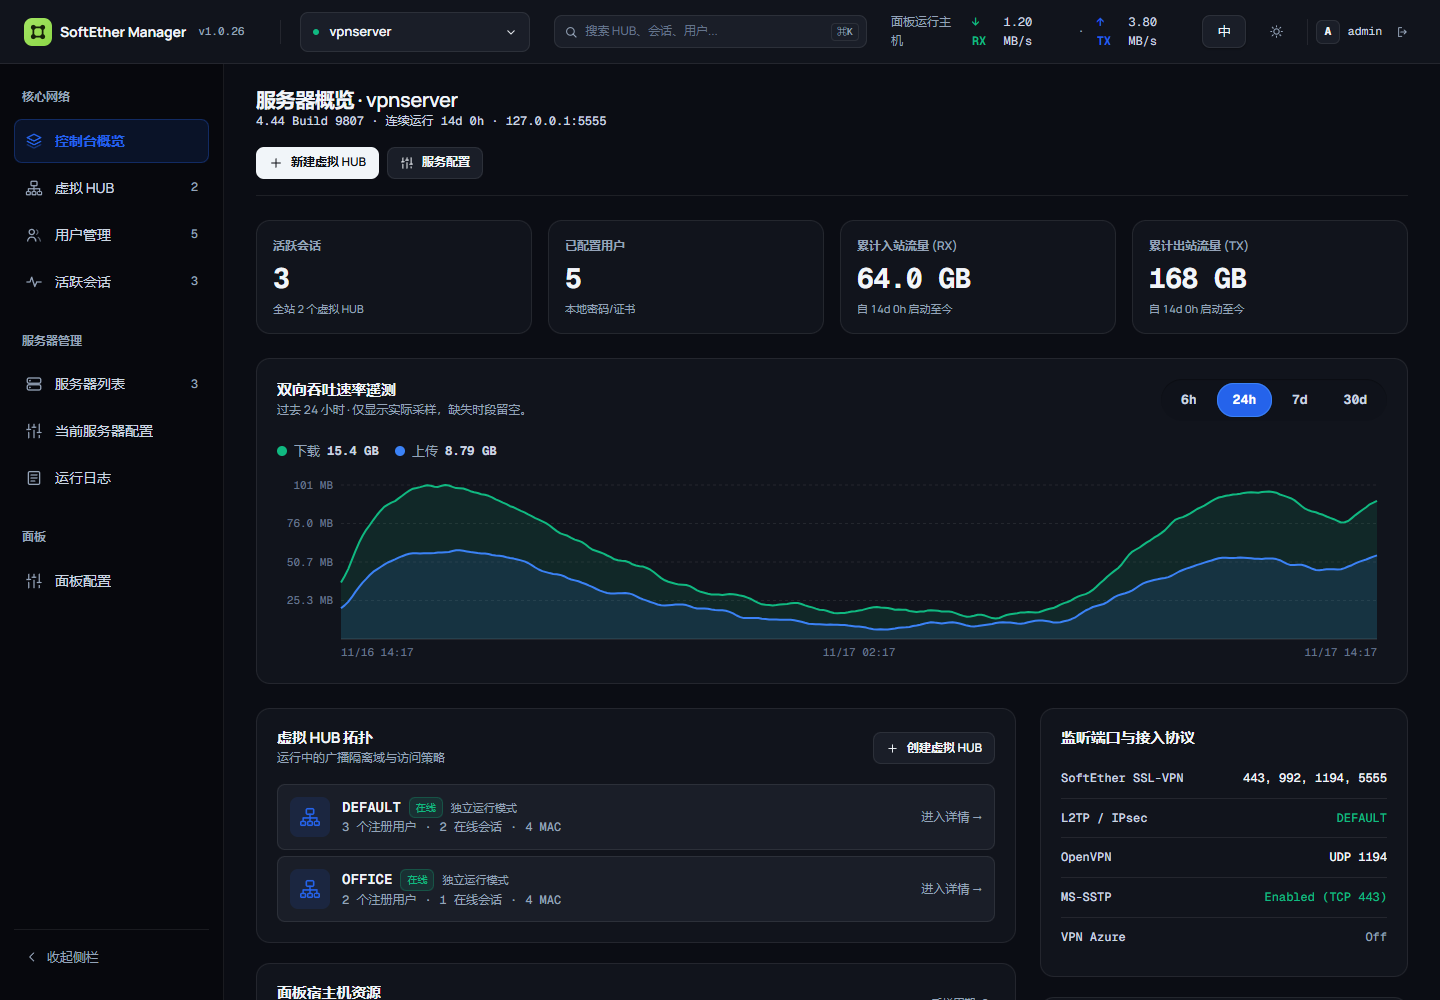 SoftEther Manager v1.0.26
vpnserver
搜索 HUB、会话、用户...
⌘K
面板运行主机
↓ RX 1.20 MB/s
·
↑ TX 3.80 MB/s
中
A admin
核心网络
控制台概览
虚拟 HUB 2
用户管理 5
活跃会话 3
服务器管理
服务器列表 3
当前服务器配置
运行日志
面板
面板配置
收起侧栏
服务器概览 · vpnserver
4.44 Build 9807 · 连续运行 14d 0h · 127.0.0.1:5555
新建虚拟 HUB
服务配置
活跃会话
3
全站 2 个虚拟 HUB
已配置用户
5
本地密码/证书
累计入站流量 (RX)
64.0 GB
自 14d 0h 启动至今
累计出站流量 (TX)
168 GB
自 14d 0h 启动至今
双向吞吐速率遥测
过去 24 小时 · 仅显示实际采样，缺失时段留空。
6h 24h 7d 30d
下载 15.4 GB 上传 8.79 GB
101 MB
76.0 MB
50.7 MB
25.3 MB
11/16 14:17 11/17 02:17 11/17 14:17
虚拟 HUB 拓扑
运行中的广播隔离域与访问策略
创建虚拟 HUB
DEFAULT 在线 独立运行模式
3 个注册用户 · 2 在线会话 · 4 MAC
进入详情 →
OFFICE 在线 独立运行模式
2 个注册用户 · 1 在线会话 · 4 MAC
进入详情 →
监听端口与接入协议
SoftEther SSL-VPN 443, 992, 1194, 5555
L2TP / IPsec DEFAULT
OpenVPN UDP 1194
MS-SSTP Enabled (TCP 443)
VPN Azure Off
面板宿主机资源